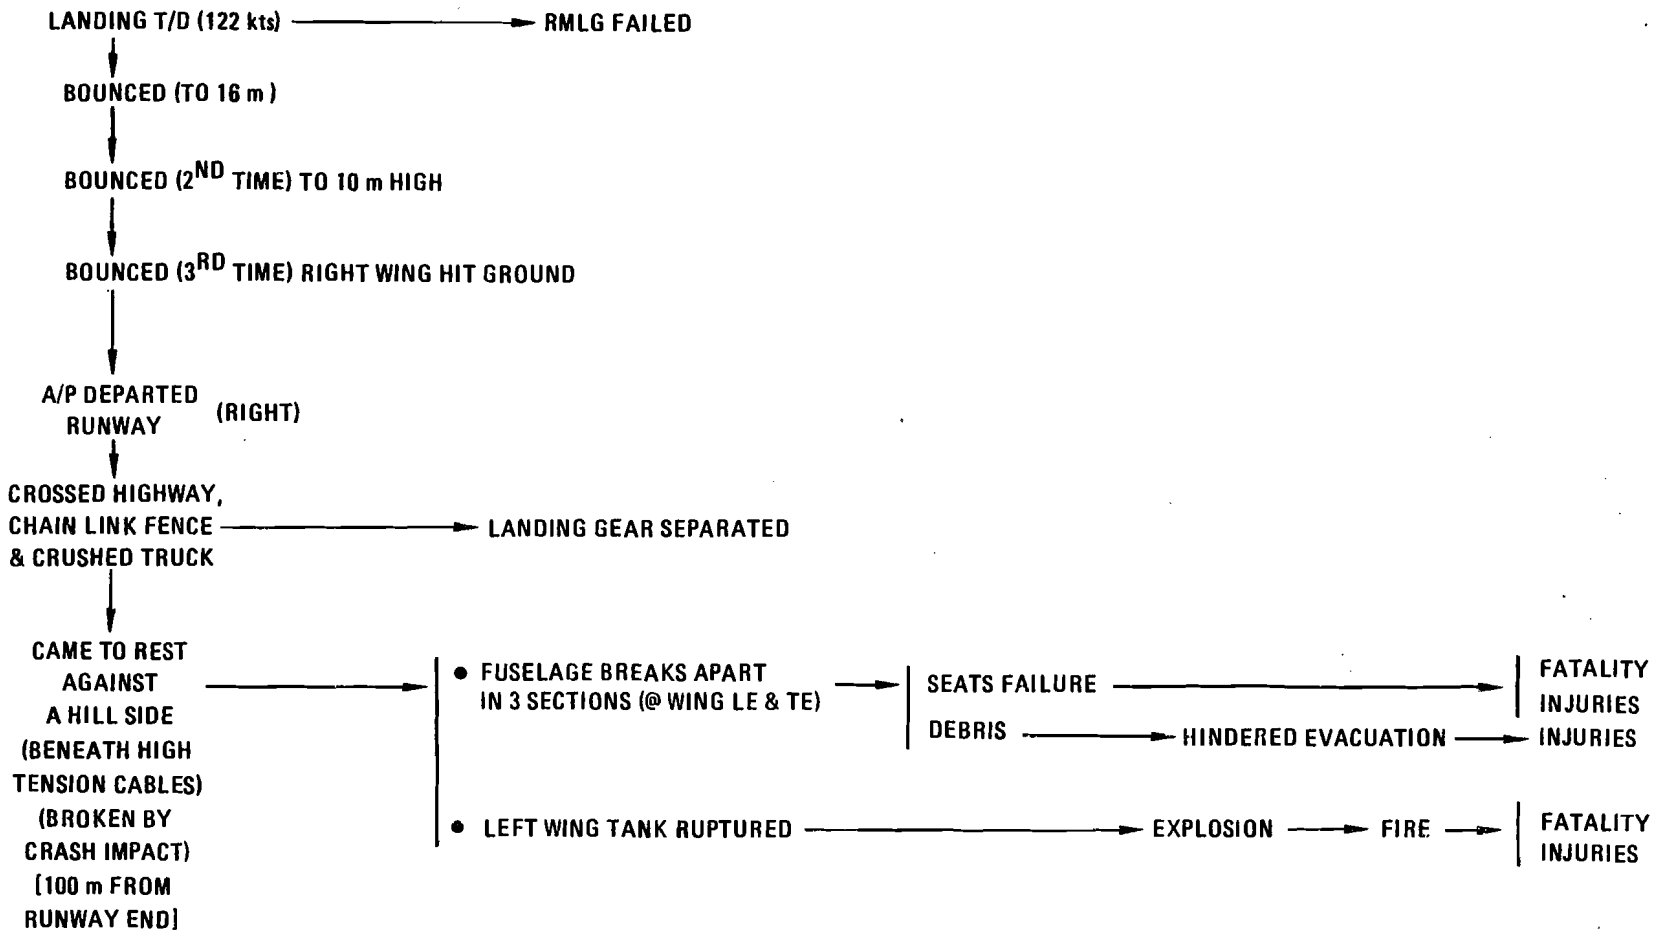 LANDING T/D (122 kts) RMLG FAILED
BOUNCED (TO 16 m )
BOUNCED (2ND TIME) TO 10 m HIGH
BOUNCED (3RD TIME) RIGHT WING HIT GROUND
A/P DEPARTED
RUNWAY
(RIGHT)
CROSSED HIGHWAY,
CHAIN LINK FENCE
& CRUSHED TRUCK
LANDING GEAR SEPARATED
CAME TO REST
AGAINST
A HILL SIDE
(BENEATH HIGH
TENSION CABLES)
(BROKEN BY
CRASH IMPACT)
[100 m FROM
RUNWAY END]
• FUSELAGE BREAKS APART
IN 3 SECTIONS (@ WING LE & TE)
SEATS FAILURE
FATALITY
INJURIES
DEBRIS HINDERED EVACUATION INJURIES
• LEFT WING TANK RUPTURED EXPLOSION FIRE
FATALITY
INJURIES